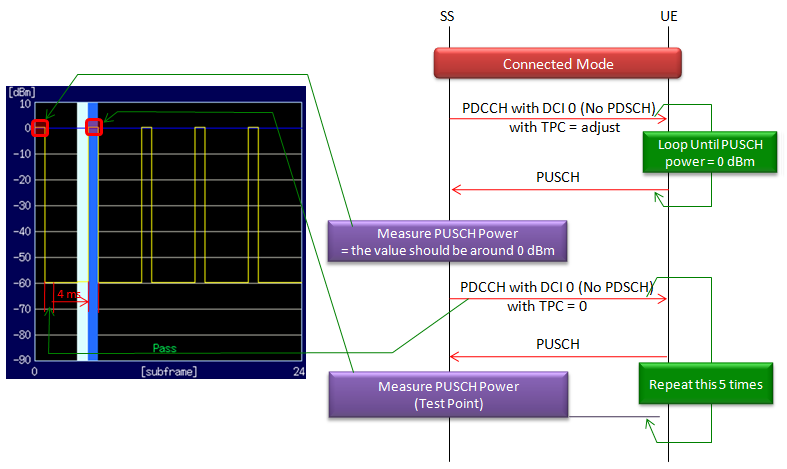 SS
UE
Connected Mode
PDCCH with DCI 0 (No PDSCH)
with TPC = adjust
Loop Until PUSCH
power = 0 dBm
PUSCH
Measure PUSCH Power
= the value should be around 0 dBm
PDCCH with DCI 0 (No PDSCH)
with TPC = 0
PUSCH
Measure PUSCH Power
(Test Point)
Repeat this 5 times
[dBm]
10
0
-10
-20
-30
-40
-50
-60
-70
-80
-90
4 ms
Pass
0
[subframe]
24